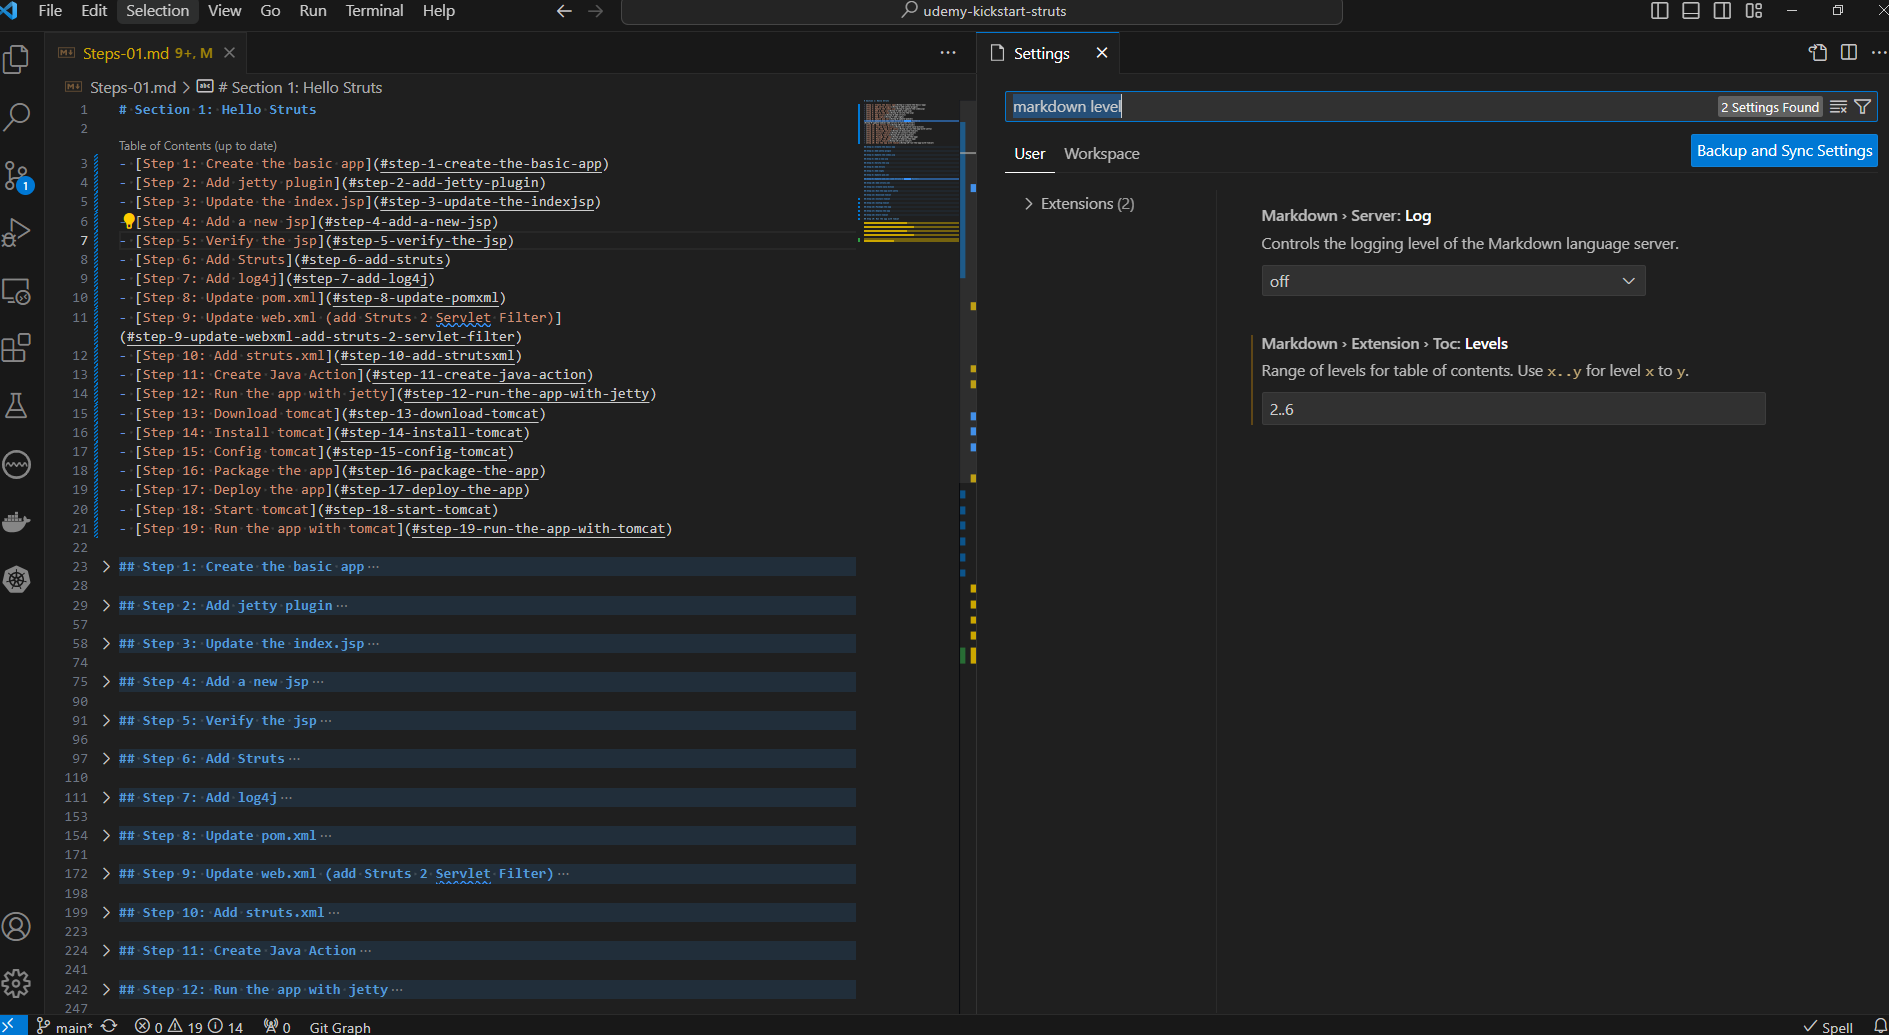 File Edit Selection View Go Run Terminal Help
udemy-kickstart-struts
Steps-01.md 9+, M
Steps-01.md > # Section 1: Hello Struts
1 # Section 1: Hello Struts
2
Table of Contents (up to date)
3 - [Step 1: Create the basic app](#step-1-create-the-basic-app)
4 - [Step 2: Add jetty plugin](#step-2-add-jetty-plugin)
5 - [Step 3: Update the index.jsp](#step-3-update-the-indexjsp)
6 - [Step 4: Add a new jsp](#step-4-add-a-new-jsp)
7 - [Step 5: Verify the jsp](#step-5-verify-the-jsp)
8 - [Step 6: Add Struts](#step-6-add-struts)
9 - [Step 7: Add log4j](#step-7-add-log4j)
10 - [Step 8: Update pom.xml](#step-8-update-pomxml)
11 - [Step 9: Update web.xml (add Struts 2 Servlet Filter)]
(#step-9-update-webxml-add-struts-2-servlet-filter)
12 - [Step 10: Add struts.xml](#step-10-add-strutsxml)
13 - [Step 11: Create Java Action](#step-11-create-java-action)
14 - [Step 12: Run the app with jetty](#step-12-run-the-app-with-jetty)
15 - [Step 13: Download tomcat](#step-13-download-tomcat)
16 - [Step 14: Install tomcat](#step-14-install-tomcat)
17 - [Step 15: Config tomcat](#step-15-config-tomcat)
18 - [Step 16: Package the app](#step-16-package-the-app)
19 - [Step 17: Deploy the app](#step-17-deploy-the-app)
20 - [Step 18: Start tomcat](#step-18-start-tomcat)
21 - [Step 19: Run the app with tomcat](#step-19-run-the-app-with-tomcat)
22
23 ## Step 1: Create the basic app ···
28
29 ## Step 2: Add jetty plugin ···
57
58 ## Step 3: Update the index.jsp ···
74
75 ## Step 4: Add a new jsp ···
90
91 ## Step 5: Verify the jsp ···
96
97 ## Step 6: Add Struts ···
110
111 ## Step 7: Add log4j ···
153
154 ## Step 8: Update pom.xml ···
171
172 ## Step 9: Update web.xml (add Struts 2 Servlet Filter) ···
198
199 ## Step 10: Add struts.xml ···
223
224 ## Step 11: Create Java Action ···
241
242 ## Step 12: Run the app with jetty ···
247
1
Settings
markdown level
2 Settings Found
User Workspace
Backup and Sync Settings
Extensions (2)
Markdown › Server: Log
Controls the logging level of the Markdown language server.
off
Markdown › Extension › Toc: Levels
Range of levels for table of contents. Use x..y for level x to y.
2..6
main* 0 19 14 0 Git Graph
Spell